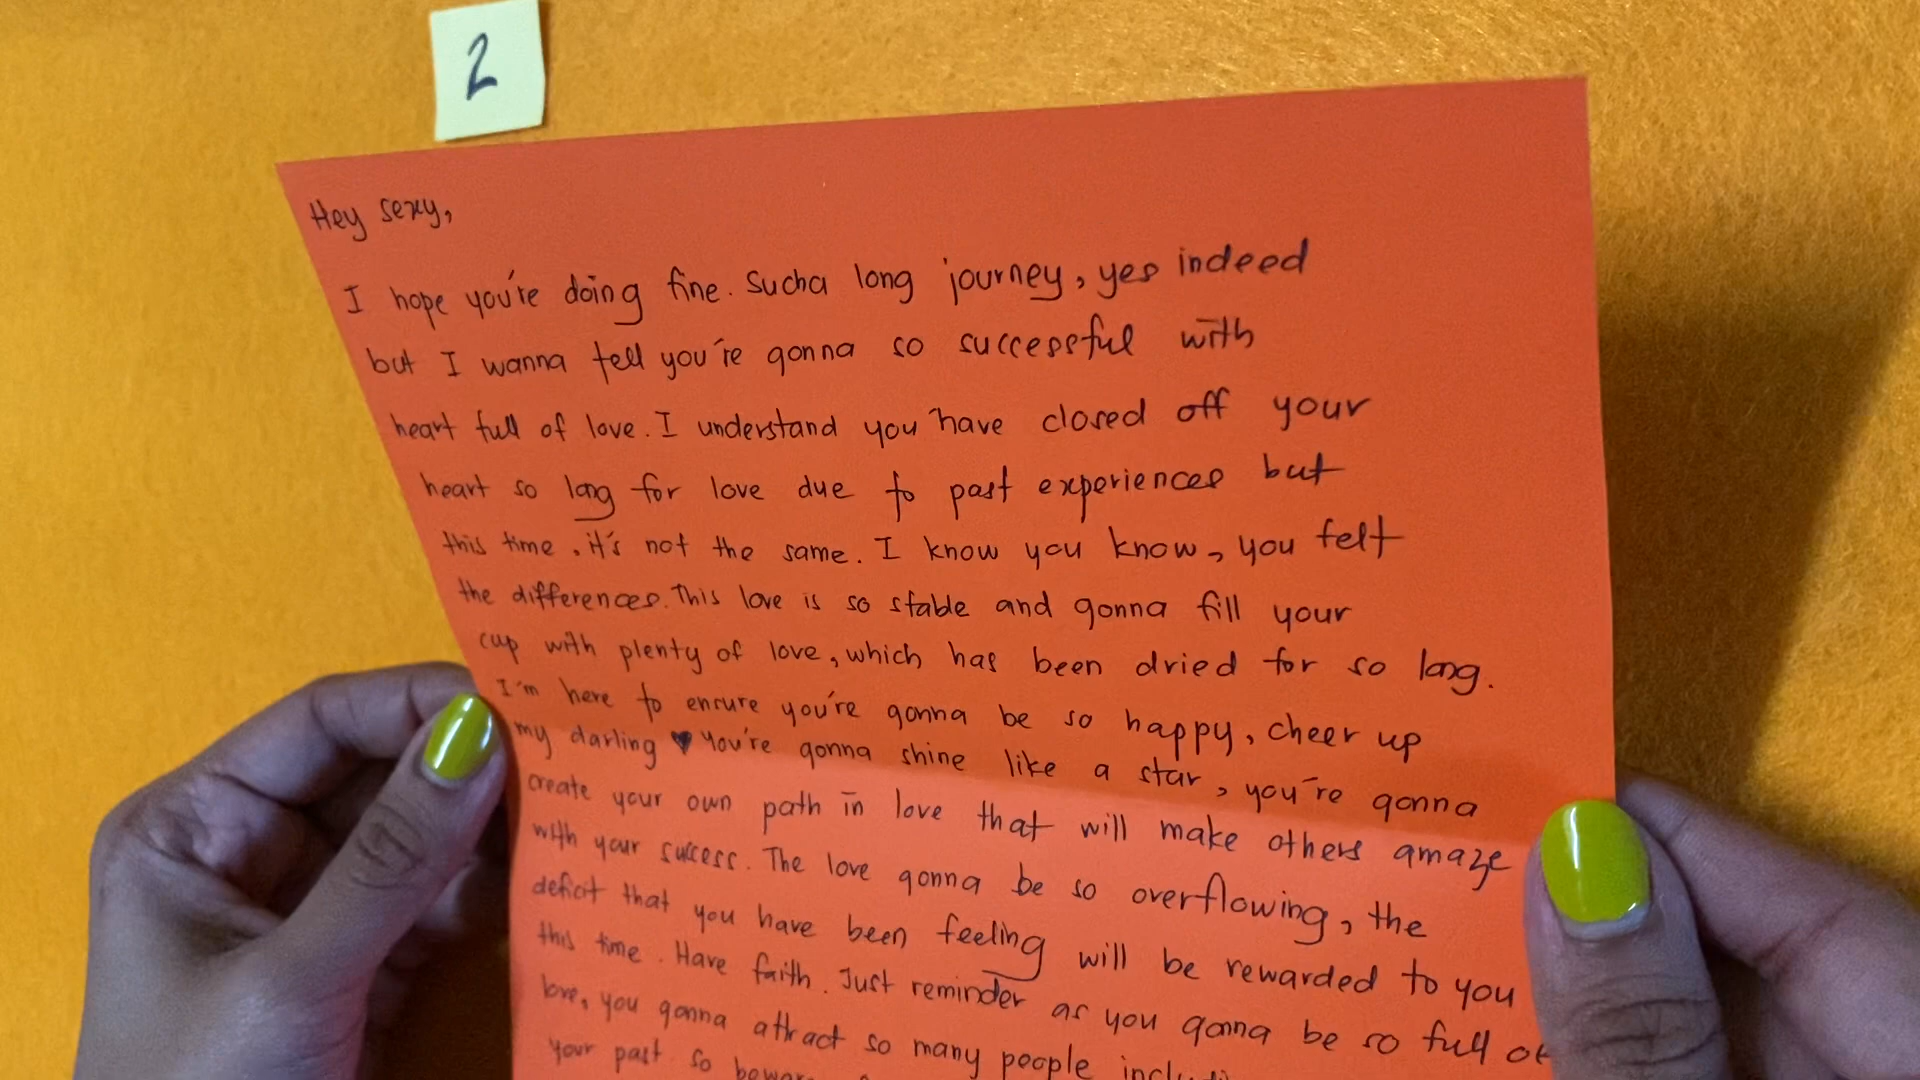 2
Hey sexy,
I hope you're doing fine. Sucha long journey, yes indeed
but I wanna tell you're gonna so successful with
heart full of love. I understand you have closed off your
heart so long for love due to past experiences but
this time, it's not the same. I know you know, you felt
the differences. This love is so stable and gonna fill your
cup with plenty of love, which has been dried for so long.
I'm here to ensure you're gonna be so happy, cheer up
my darling ♥ You're gonna shine like a star, you're gonna
create your own path in love that will make others amaze
with your success. The love gonna be so overflowing, the
deficit that you have been feeling will be rewarded to you
this time. Have faith. Just reminder as you gonna be so full of
love, you gonna attract so many people
your past so